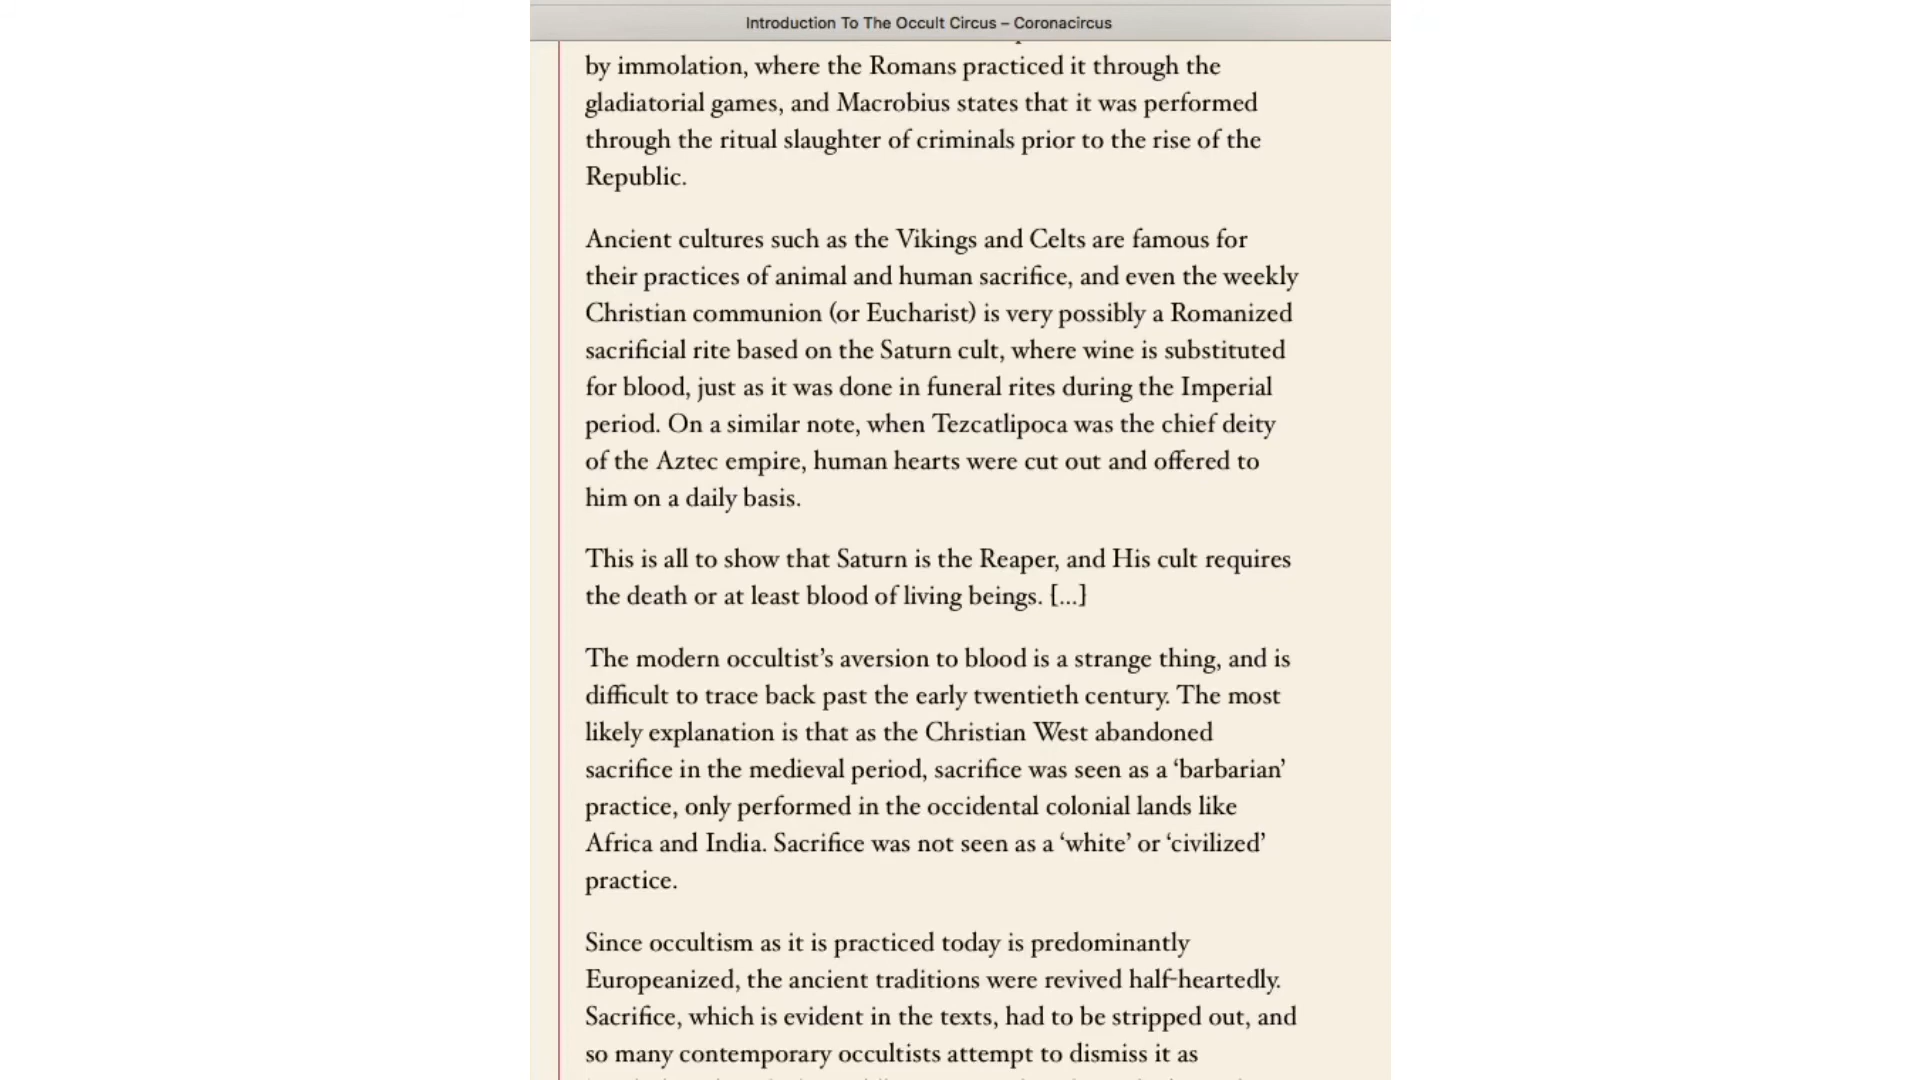 Introduction To The Occult Circus – Coronacircus
by immolation, where the Romans practiced it through the
gladiatorial games, and Macrobius states that it was performed
through the ritual slaughter of criminals prior to the rise of the
Republic.
Ancient cultures such as the Vikings and Celts are famous for
their practices of animal and human sacrifice, and even the weekly
Christian communion (or Eucharist) is very possibly a Romanized
sacrificial rite based on the Saturn cult, where wine is substituted
for blood, just as it was done in funeral rites during the Imperial
period. On a similar note, when Tezcatlipoca was the chief deity
of the Aztec empire, human hearts were cut out and offered to
him on a daily basis.
This is all to show that Saturn is the Reaper, and His cult requires
the death or at least blood of living beings. [...]
The modern occultist’s aversion to blood is a strange thing, and is
difficult to trace back past the early twentieth century. The most
likely explanation is that as the Christian West abandoned
sacrifice in the medieval period, sacrifice was seen as a ‘barbarian’
practice, only performed in the occidental colonial lands like
Africa and India. Sacrifice was not seen as a ‘white’ or ‘civilized’
practice.
Since occultism as it is practiced today is predominantly
Europeanized, the ancient traditions were revived half-heartedly.
Sacrifice, which is evident in the texts, had to be stripped out, and
so many contemporary occultists attempt to dismiss it as